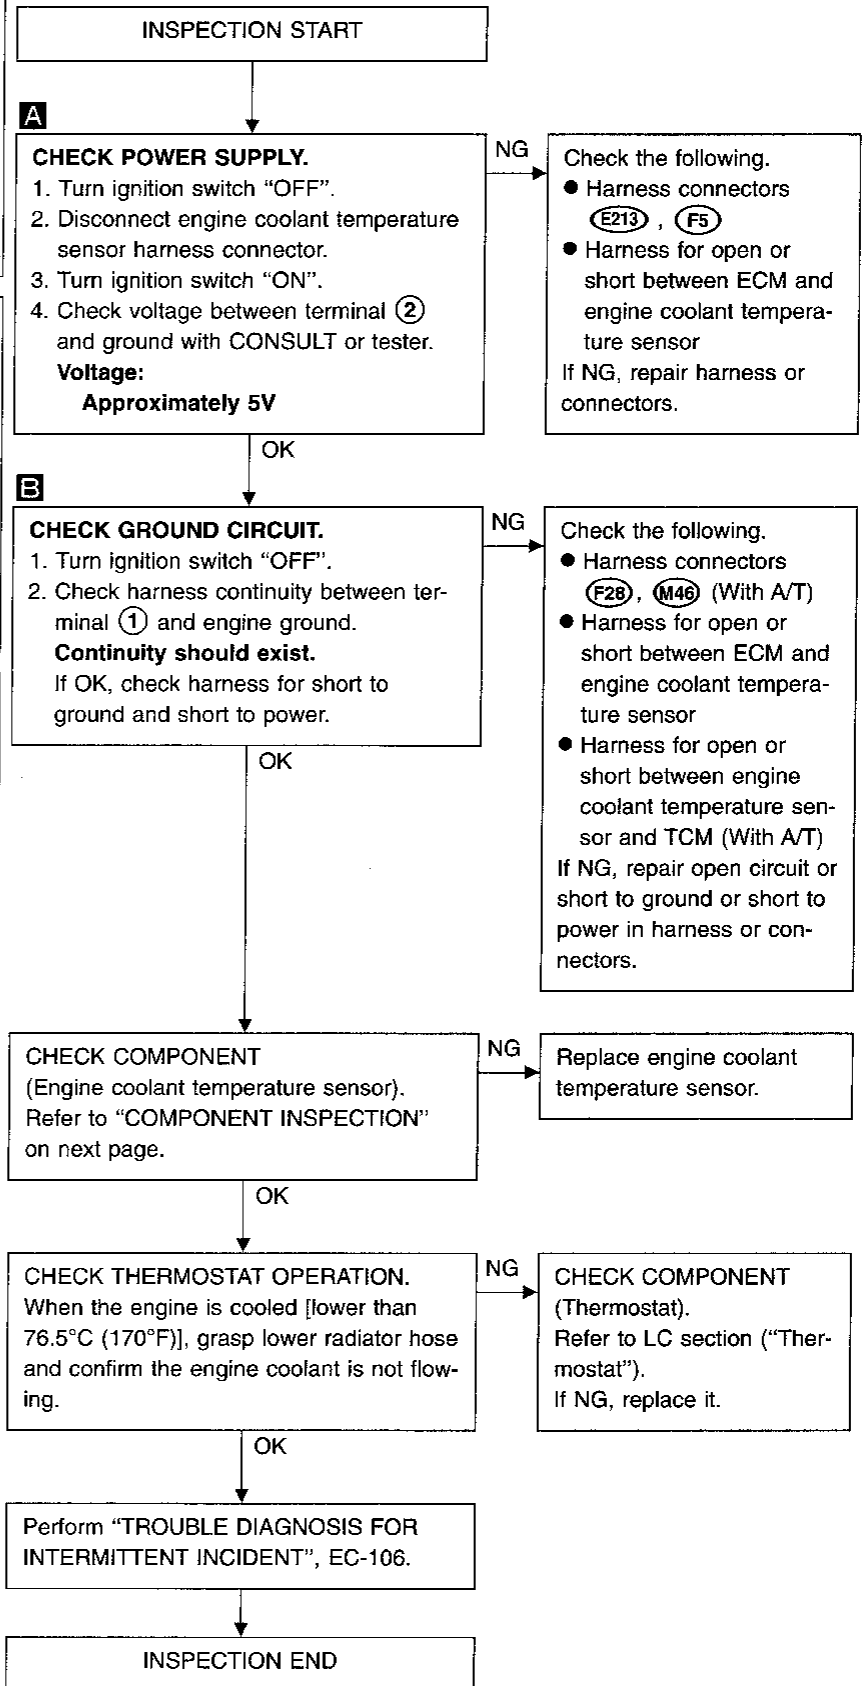 INSPECTION START
A
CHECK POWER SUPPLY.
1. Turn ignition switch “OFF”.
2. Disconnect engine coolant temperature
sensor harness connector.
3. Turn ignition switch “ON”.
4. Check voltage between terminal ②
and ground with CONSULT or tester.
Voltage:
Approximately 5V
NG
Check the following.
● Harness connectors
E213 , F5
● Harness for open or
short between ECM and
engine coolant tempera-
ture sensor
If NG, repair harness or
connectors.
OK
B
CHECK GROUND CIRCUIT.
1. Turn ignition switch “OFF”.
2. Check harness continuity between ter-
minal ① and engine ground.
Continuity should exist.
If OK, check harness for short to
ground and short to power.
NG
Check the following.
● Harness connectors
F28, M46 (With A/T)
● Harness for open or
short between ECM and
engine coolant tempera-
ture sensor
● Harness for open or
short between engine
coolant temperature sen-
sor and TCM (With A/T)
If NG, repair open circuit or
short to ground or short to
power in harness or con-
nectors.
OK
CHECK COMPONENT
(Engine coolant temperature sensor).
Refer to “COMPONENT INSPECTION”
on next page.
NG
Replace engine coolant
temperature sensor.
OK
CHECK THERMOSTAT OPERATION.
When the engine is cooled [lower than
76.5°C (170°F)], grasp lower radiator hose
and confirm the engine coolant is not flow-
ing.
NG
CHECK COMPONENT
(Thermostat).
Refer to LC section (“Ther-
mostat”).
If NG, replace it.
OK
Perform “TROUBLE DIAGNOSIS FOR
INTERMITTENT INCIDENT”, EC-106.
INSPECTION END